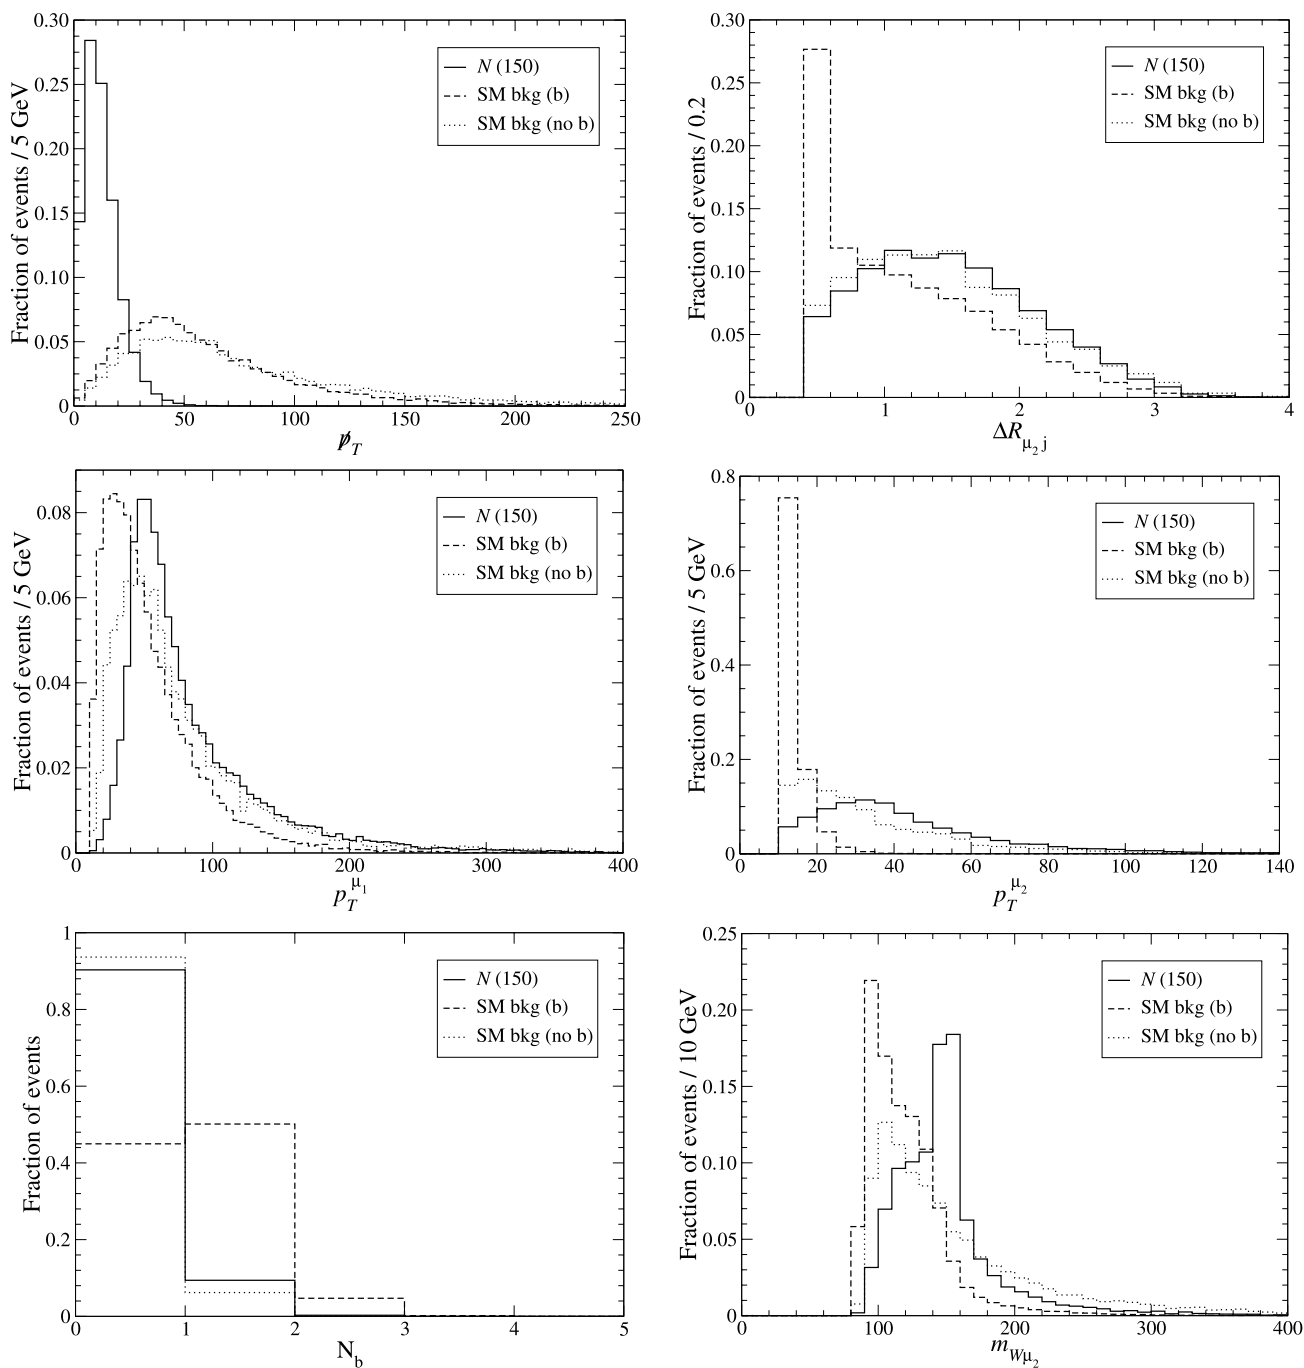 0.30
0.25
0.20
0.15
0.10
0.05
0
Fraction of events / 5 GeV
N (150)
SM bkg (b)
SM bkg (no b)
0 50 100 150 200 250
p̸_T
0.30
0.25
0.20
0.15
0.10
0.05
0
Fraction of events / 0.2
N (150)
SM bkg (b)
SM bkg (no b)
0 1 2 3 4
ΔR_μ₂ j
0.08
0.06
0.04
0.02
0
Fraction of events / 5 GeV
N (150)
SM bkg (b)
SM bkg (no b)
0 100 200 300 400
p_T^μ₁
0.8
0.6
0.4
0.2
0
Fraction of events / 5 GeV
N (150)
SM bkg (b)
SM bkg (no b)
0 20 40 60 80 100 120 140
p_T^μ₂
1
0.8
0.6
0.4
0.2
0
Fraction of events
N (150)
SM bkg (b)
SM bkg (no b)
0 1 2 3 4 5
N_b
0.25
0.20
0.15
0.10
0.05
0
Fraction of events / 10 GeV
N (150)
SM bkg (b)
SM bkg (no b)
0 100 200 300 400
m_Wμ₂